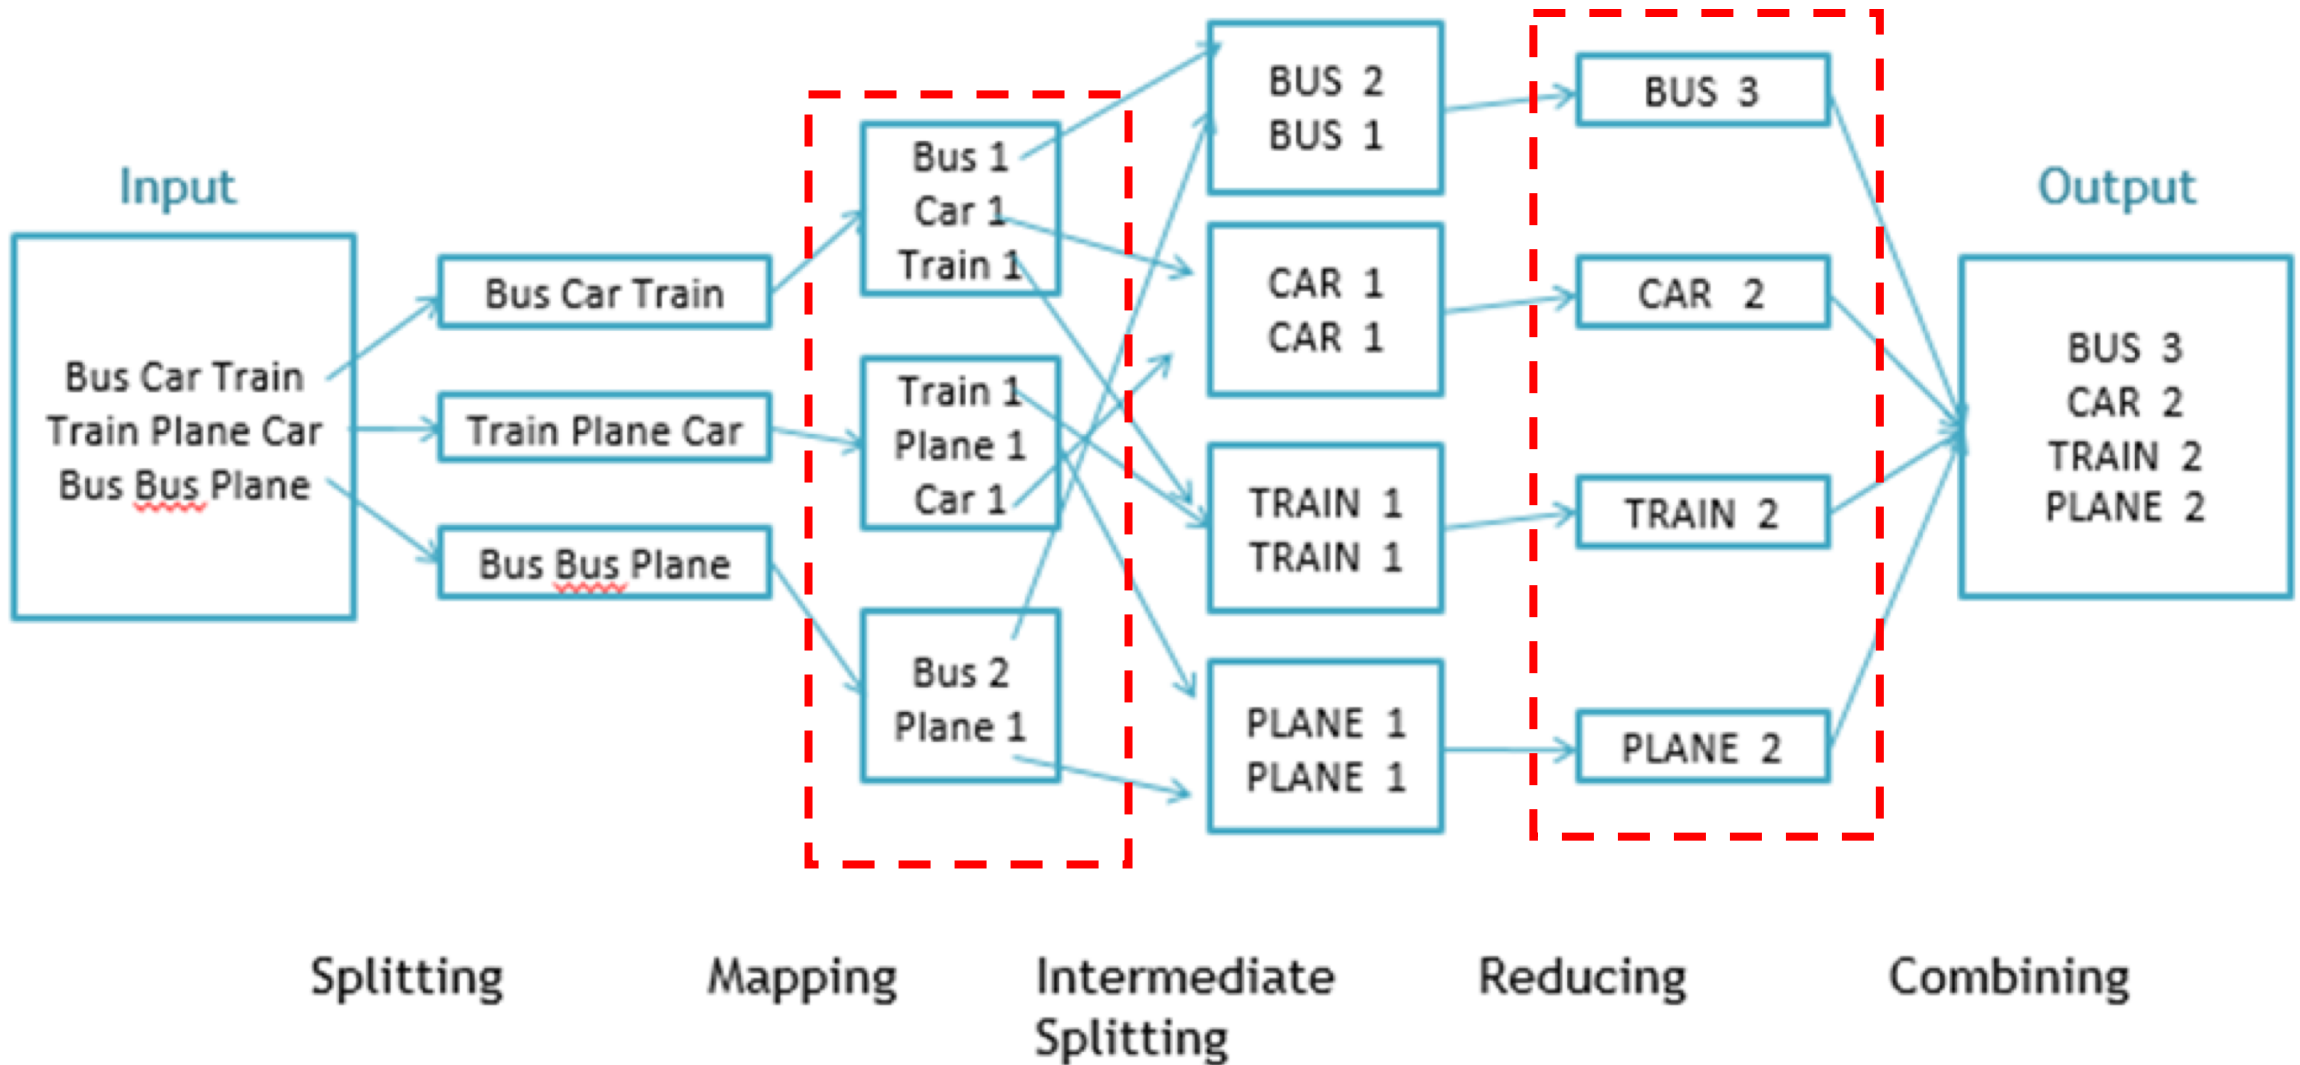 Input
Bus Car Train
Train Plane Car
Bus Bus Plane
Bus Car Train
Train Plane Car
Bus Bus Plane
Bus 1
Car 1
Train 1
Train 1
Plane 1
Car 1
Bus 2
Plane 1
BUS 2
BUS 1
CAR 1
CAR 1
TRAIN 1
TRAIN 1
PLANE 1
PLANE 1
BUS 3
CAR 2
TRAIN 2
PLANE 2
Output
BUS 3
CAR 2
TRAIN 2
PLANE 2
Splitting
Mapping
Intermediate
Splitting
Reducing
Combining